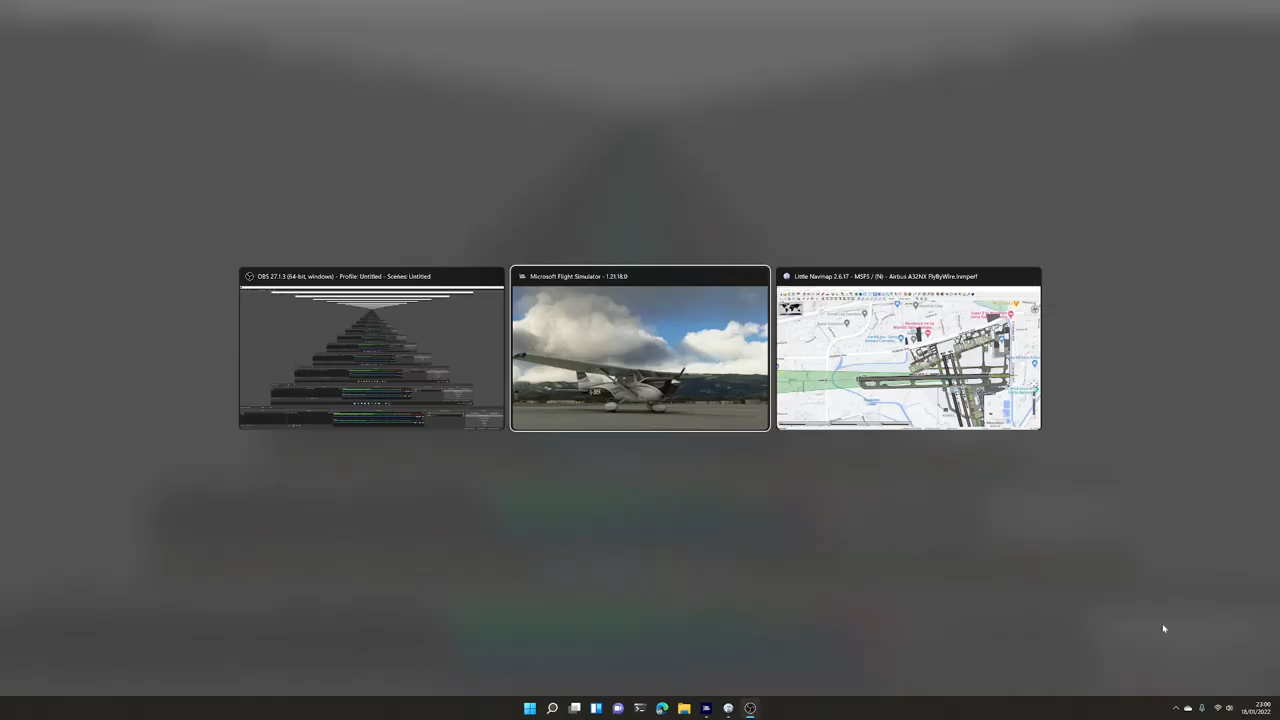 OBS 27.1.3 (64-bit, windows) - Profile: Untitled - Scenes: Untitled
Microsoft Flight Simulator - 1.21.18.0
Little Navmap 2.6.17 - MSFS / (N) - Airbus A32NX FlyByWire.lnmperf
23:00
18/01/2022